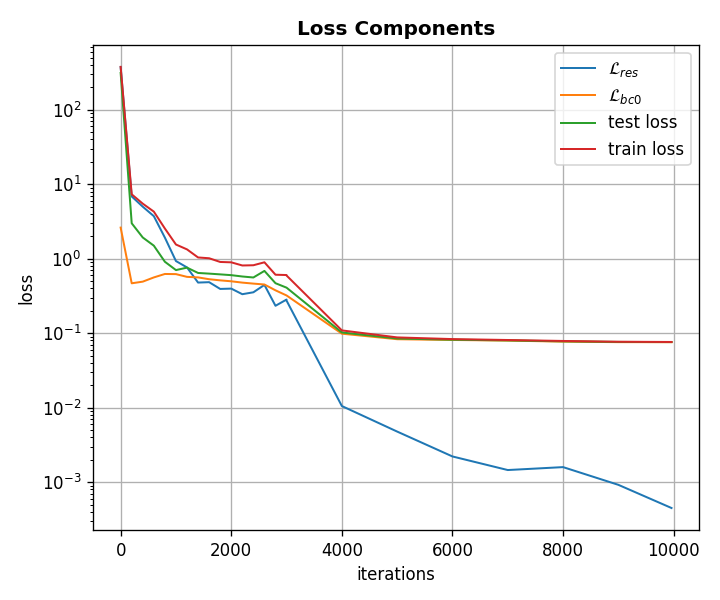 Loss Components
loss
10²
10¹
10⁰
10⁻¹
10⁻²
10⁻³
ℒres
ℒbc0
test loss
train loss
0 2000 4000 6000 8000 10000
iterations